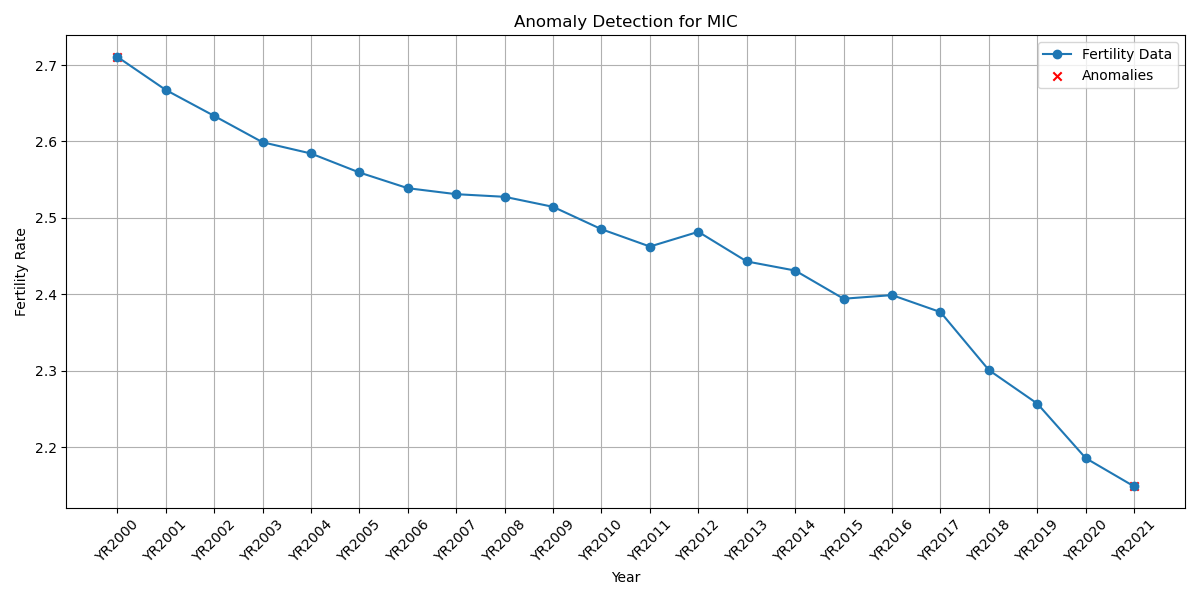 Anomaly Detection for MIC
Fertility Data
Anomalies
2.7
2.6
2.5
2.4
2.3
2.2
Fertility Rate
YR2000
YR2001
YR2002
YR2003
YR2004
YR2005
YR2006
YR2007
YR2008
YR2009
YR2010
YR2011
YR2012
YR2013
YR2014
YR2015
YR2016
YR2017
YR2018
YR2019
YR2020
YR2021
Year